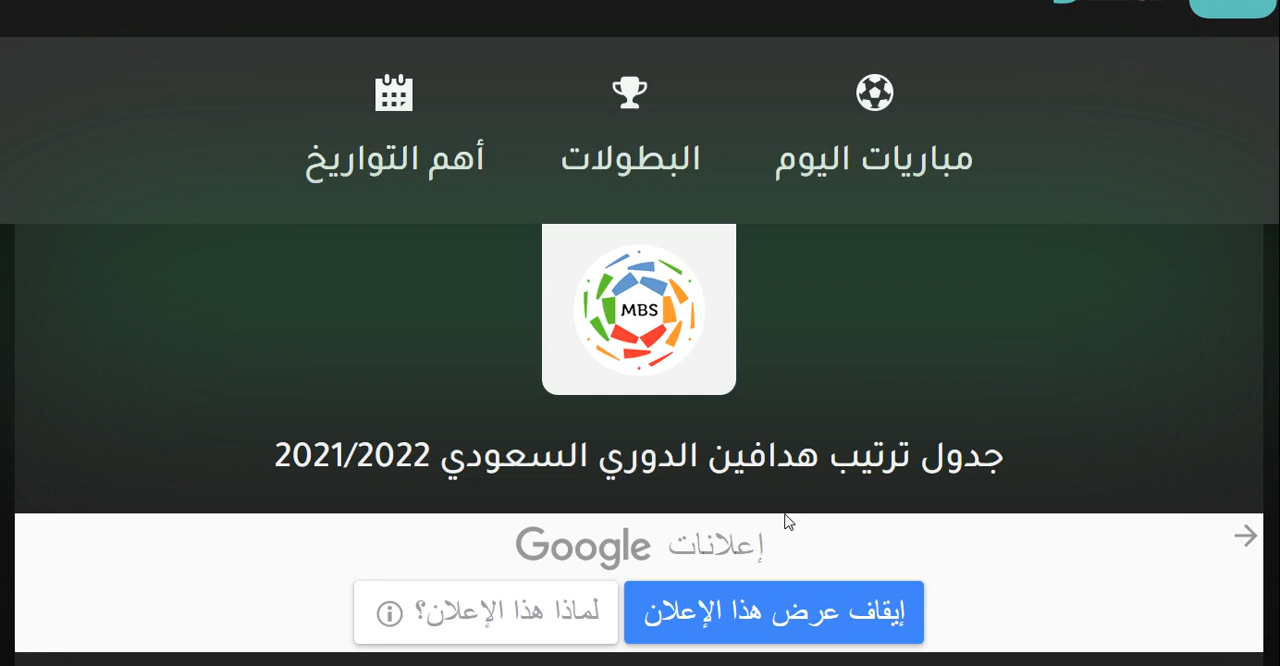 مباريات اليوم
البطولات
أهم التواريخ
MBS
جدول ترتيب هدافين الدوري السعودي 2021/2022
إعلانات Google
إيقاف عرض هذا الإعلان
لماذا هذا الإعلان؟